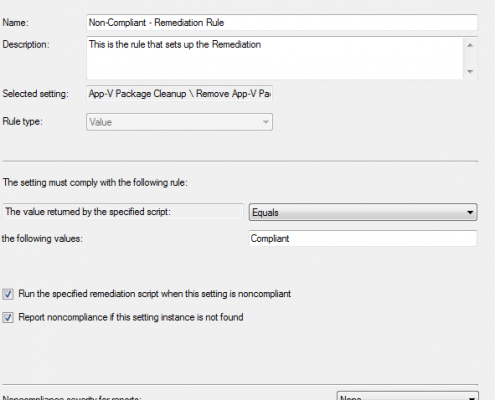 Name: Non-Compliant - Remediation Rule
Description: This is the rule that sets up the Remediation
Selected setting: App-V Package Cleanup \ Remove App-V Pa
Rule type: Value
The setting must comply with the following rule:
The value returned by the specified script: Equals
the following values: Compliant
Run the specified remediation script when this setting is noncompliant
Report noncompliance if this setting instance is not found
Noncompliance severity for reports: None